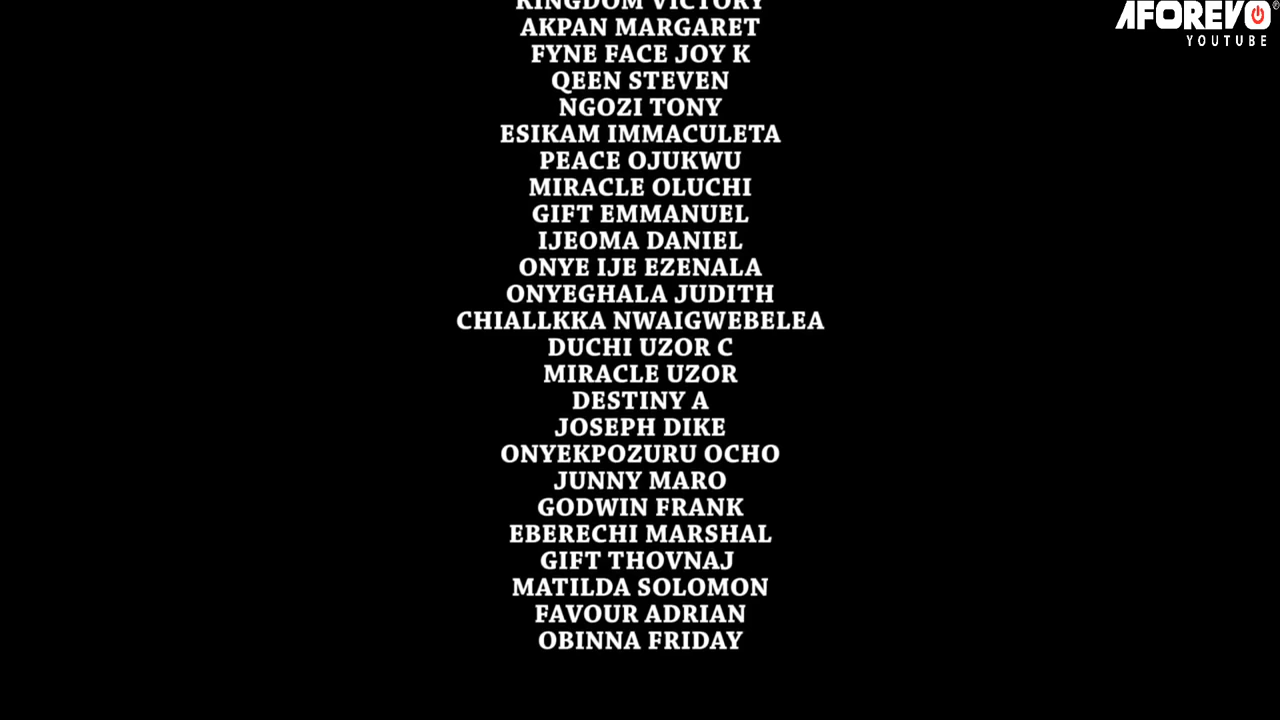 KINGDOM VICTORY
AKPAN MARGARET
FYNE FACE JOY K
QEEN STEVEN
NGOZI TONY
ESIKAM IMMACULETA
PEACE OJUKWU
MIRACLE OLUCHI
GIFT EMMANUEL
IJEOMA DANIEL
ONYE IJE EZENALA
ONYEGHALA JUDITH
CHIALLKKA NWAIGWEBELEA
DUCHI UZOR C
MIRACLE UZOR
DESTINY A
JOSEPH DIKE
ONYEKPOZURU OCHO
JUNNY MARO
GODWIN FRANK
EBERECHI MARSHAL
GIFT THOVNAJ
MATILDA SOLOMON
FAVOUR ADRIAN
OBINNA FRIDAY
AFOREVO®
YOUTUBE